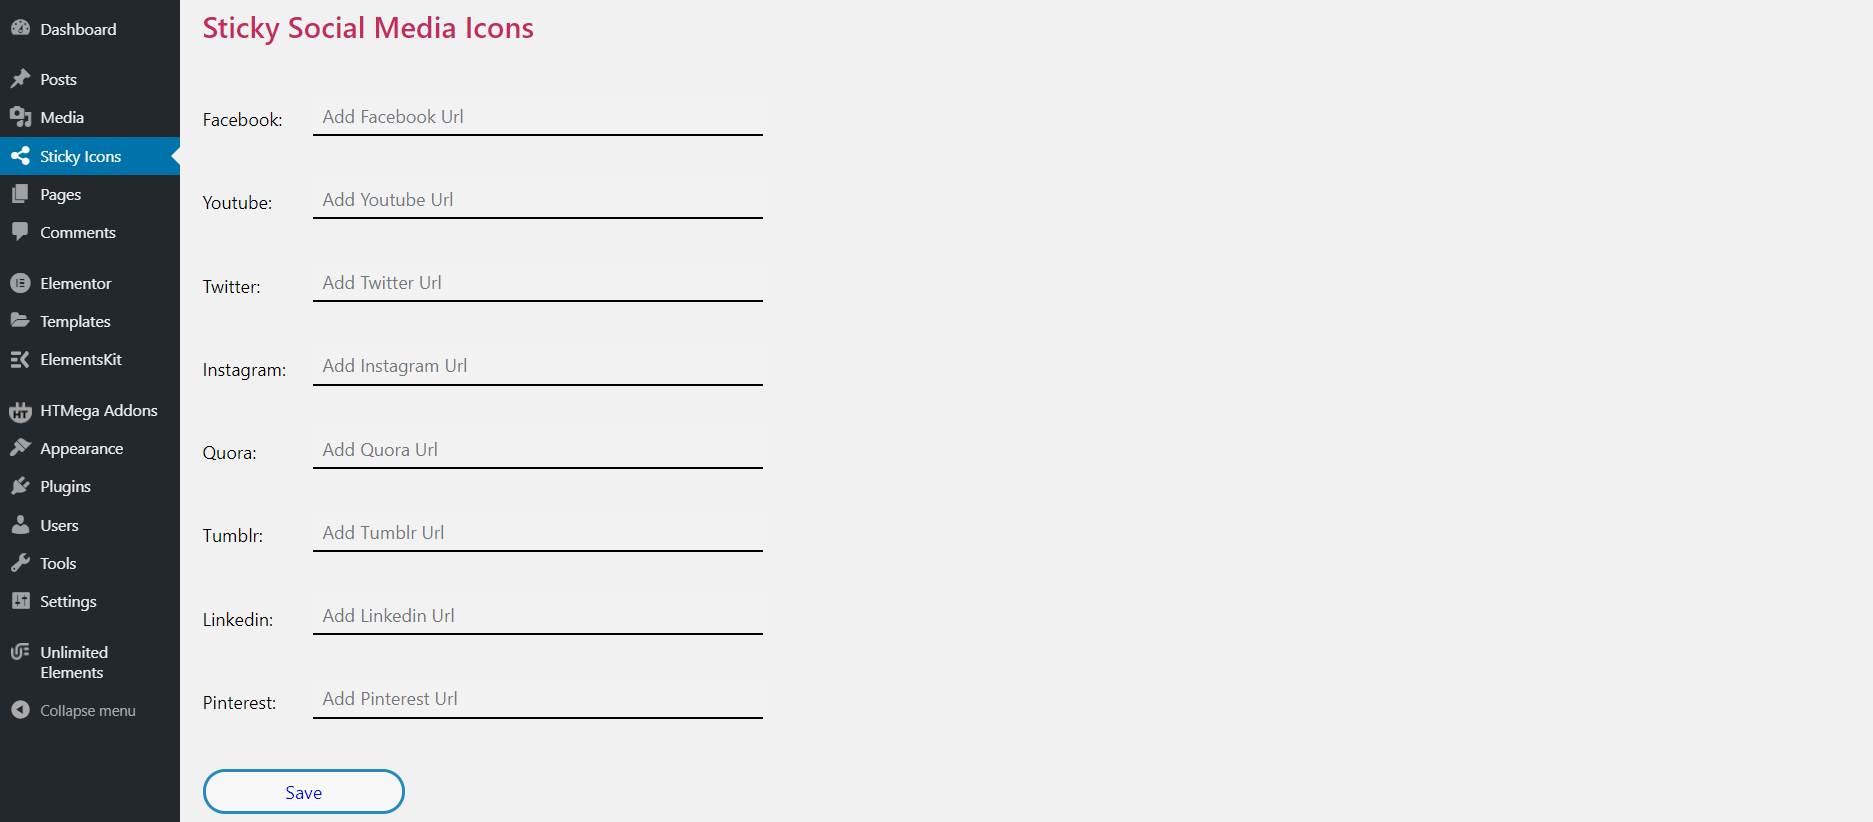 Dashboard
Posts
Media
Sticky Icons
Pages
Comments
Elementor
Templates
ElementsKit
HT
HTMega Addons
Appearance
Plugins
Users
Tools
Settings
Unlimited
Elements
Collapse menu
Sticky Social Media Icons
Facebook: Add Facebook Url
Youtube: Add Youtube Url
Twitter: Add Twitter Url
Instagram: Add Instagram Url
Quora: Add Quora Url
Tumblr: Add Tumblr Url
Linkedin: Add Linkedin Url
Pinterest: Add Pinterest Url
Save